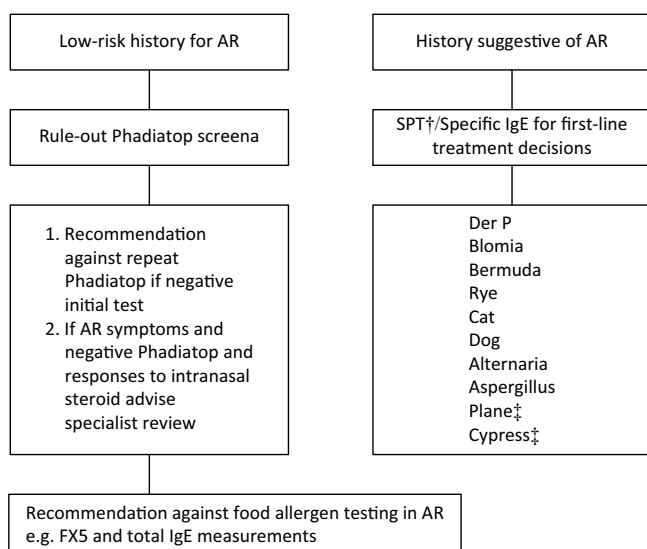 Low-risk history for AR
Rule-out Phadiatop screena
1. Recommendation
against repeat
Phadiatop if negative
initial test
2. If AR symptoms and
negative Phadiatop and
responses to intranasal
steroid advise
specialist review
Recommendation against food allergen testing in AR
e.g. FX5 and total IgE measurements
History suggestive of AR
SPT†/Specific IgE for first-line
treatment decisions
Der P
Blomia
Bermuda
Rye
Cat
Dog
Alternaria
Aspergillus
Plane‡
Cypress‡